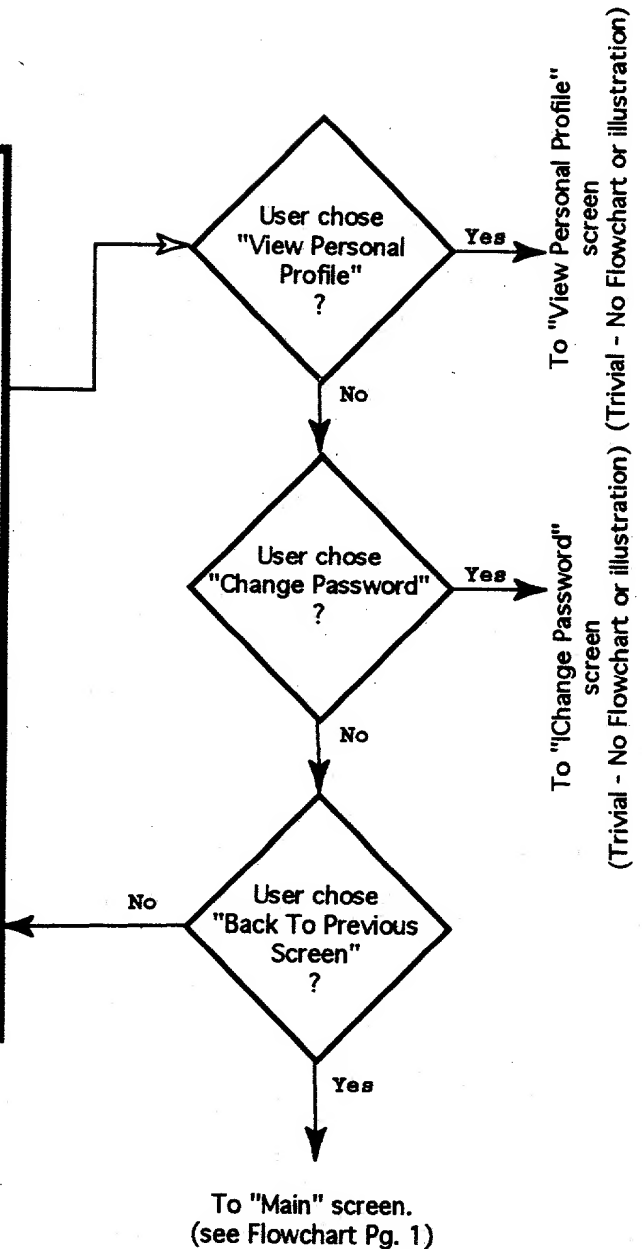 User chose
"View Personal
Profile"
?
Yes
To "View Personal Profile"
screen
(Trivial - No Flowchart or illustration)
No
User chose
"Change Password"
?
Yes
To "IChange Password"
screen
(Trivial - No Flowchart or illustration)
No
User chose
"Back To Previous
Screen"
?
No
Yes
To "Main" screen.
(see Flowchart Pg. 1)